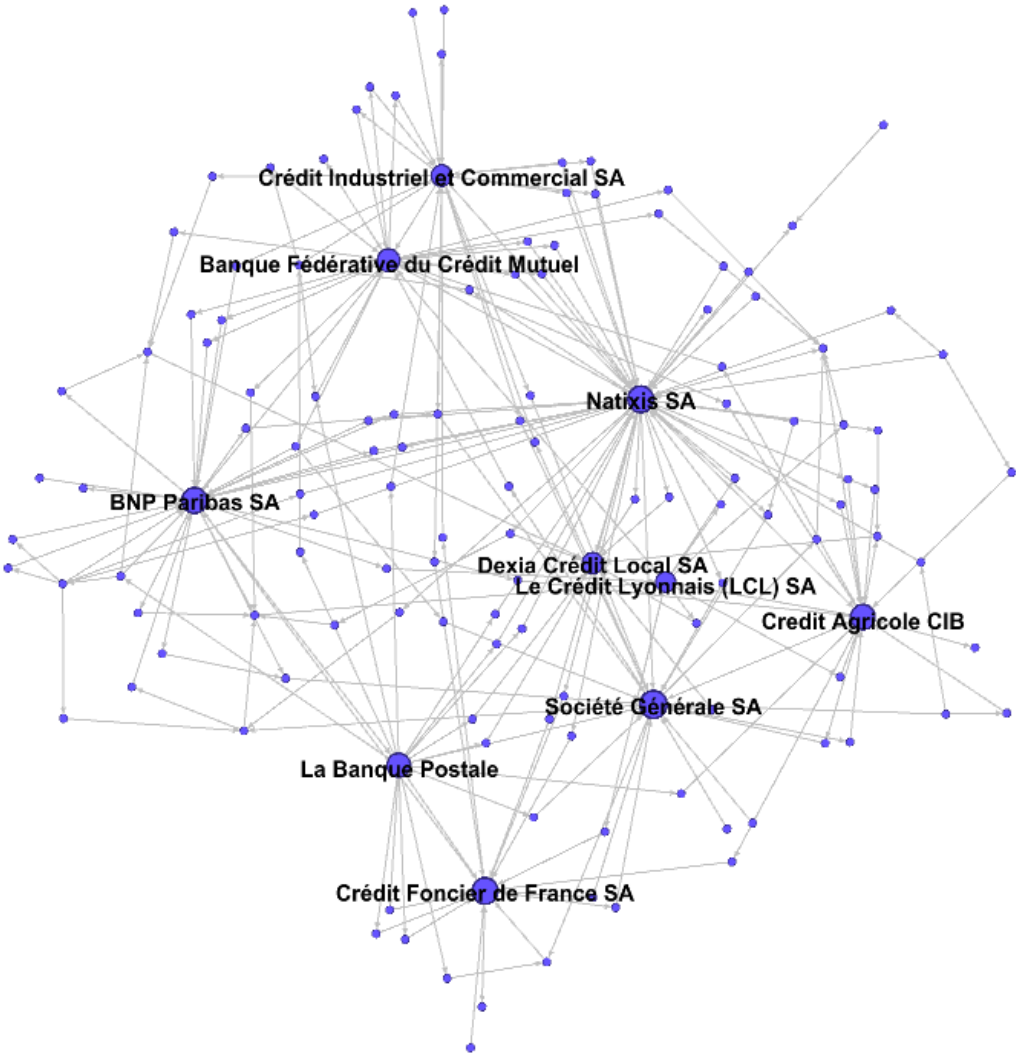 Crédit Industriel et Commercial SA
Banque Fédérative du Crédit Mutuel
Natixis SA
BNP Paribas SA
Dexia Crédit Local SA
Le Crédit Lyonnais (LCL) SA
Credit Agricole CIB
Société Générale SA
La Banque Postale
Crédit Foncier de France SA